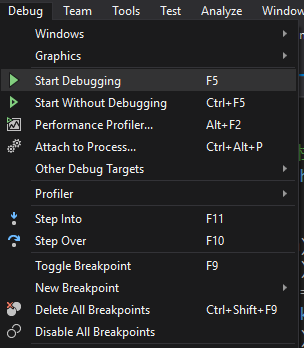 Debug Team Tools Test Analyze Window
Windows
Graphics
Start Debugging F5
Start Without Debugging Ctrl+F5
Performance Profiler... Alt+F2
Attach to Process... Ctrl+Alt+P
Other Debug Targets
Profiler
Step Into F11
Step Over F10
Toggle Breakpoint F9
New Breakpoint
Delete All Breakpoints Ctrl+Shift+F9
Disable All Breakpoints